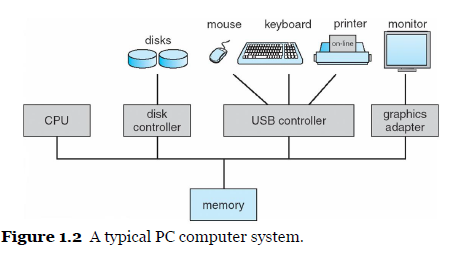 mouse keyboard printer monitor
disks
on-line
CPU
disk
controller
USB controller
graphics
adapter
memory
Figure 1.2 A typical PC computer system.